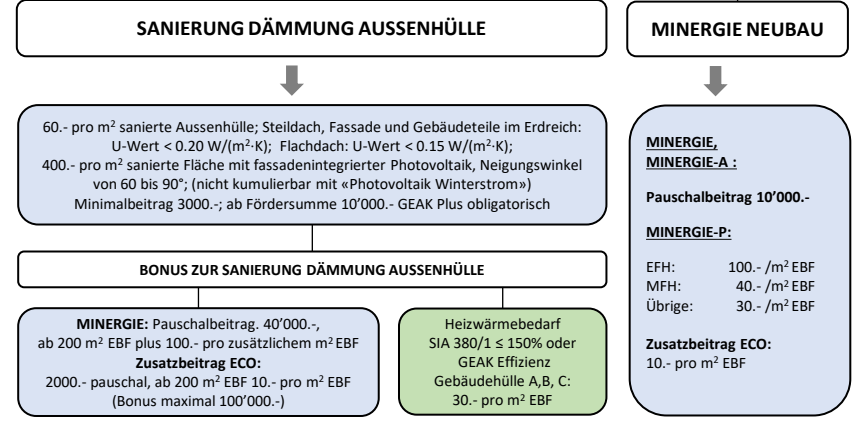 SANIERUNG DÄMMUNG AUSSENHÜLLE
60.- pro m² sanierte Aussenhülle; Steildach, Fassade und Gebäudeteile im Erdreich:
U-Wert < 0.20 W/(m²·K);  Flachdach: U-Wert < 0.15 W/(m²·K);
400.- pro m² sanierte Fläche mit fassadenintegrierter Photovoltaik, Neigungswinkel
von 60 bis 90°; (nicht kumulierbar mit «Photovoltaik Winterstrom»)
Minimalbeitrag 3000.-; ab Fördersumme 10'000.- GEAK Plus obligatorisch
BONUS ZUR SANIERUNG DÄMMUNG AUSSENHÜLLE
MINERGIE: Pauschalbeitrag. 40'000.-,
ab 200 m² EBF plus 100.- pro zusätzlichem m² EBF
Zusatzbeitrag ECO:
2000.- pauschal, ab 200 m² EBF 10.- pro m² EBF
(Bonus maximal 100'000.-)
Heizwärmebedarf
SIA 380/1 ≤ 150% oder
GEAK Effizienz
Gebäudehülle A,B, C:
30.- pro m² EBF
MINERGIE NEUBAU
MINERGIE,
MINERGIE-A :
Pauschalbeitrag 10'000.-
MINERGIE-P:
EFH: 100.- /m² EBF
MFH: 40.- /m² EBF
Übrige: 30.- /m² EBF
Zusatzbeitrag ECO:
10.- pro m² EBF